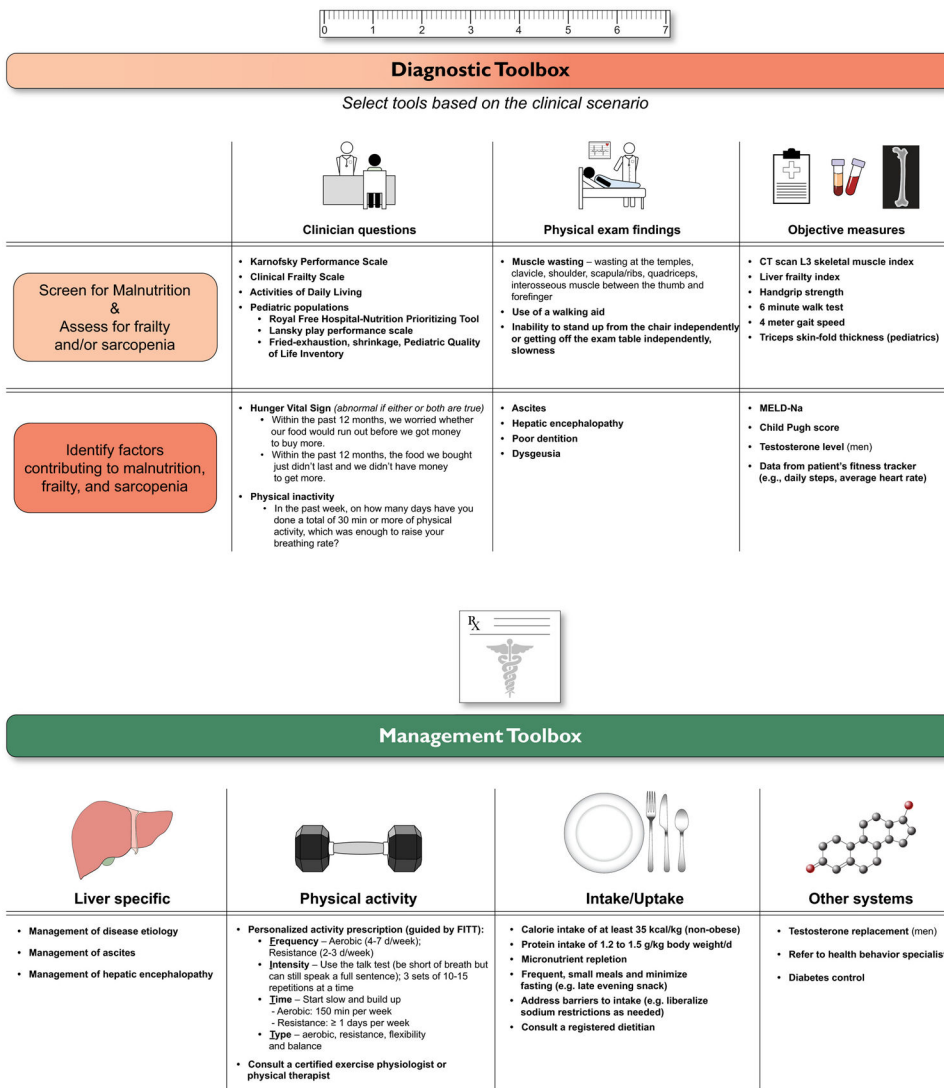 0 1 2 3 4 5 6 7
Diagnostic Toolbox
Select tools based on the clinical scenario
Clinician questions
Physical exam findings
Objective measures
Screen for Malnutrition
&
Assess for frailty
and/or sarcopenia
• Karnofsky Performance Scale
• Clinical Frailty Scale
• Activities of Daily Living
• Pediatric populations
• Royal Free Hospital-Nutrition Prioritizing Tool
• Lansky play performance scale
• Fried-exhaustion, shrinkage, Pediatric Quality
of Life Inventory
• Muscle wasting – wasting at the temples,
clavicle, shoulder, scapula/ribs, quadriceps,
interosseous muscle between the thumb and
forefinger
• Use of a walking aid
• Inability to stand up from the chair independently
or getting off the exam table independently,
slowness
• CT scan L3 skeletal muscle index
• Liver frailty index
• Handgrip strength
• 6 minute walk test
• 4 meter gait speed
• Triceps skin-fold thickness (pediatrics)
Identify factors
contributing to malnutrition,
frailty, and sarcopenia
• Hunger Vital Sign (abnormal if either or both are true)
• Within the past 12 months, we worried whether
our food would run out before we got money
to buy more.
• Within the past 12 months, the food we bought
just didn't last and we didn't have money
to get more.
• Physical inactivity
• In the past week, on how many days have you
done a total of 30 min or more of physical
activity, which was enough to raise your
breathing rate?
• Ascites
• Hepatic encephalopathy
• Poor dentition
• Dysgeusia
• MELD-Na
• Child Pugh score
• Testosterone level (men)
• Data from patient's fitness tracker
(e.g., daily steps, average heart rate)
Rx
Management Toolbox
Liver specific
Physical activity
Intake/Uptake
Other systems
• Management of disease etiology
• Management of ascites
• Management of hepatic encephalopathy
• Personalized activity prescription (guided by FITT):
• Frequency – Aerobic (4-7 d/week);
Resistance (2-3 d/week)
• Intensity – Use the talk test (be short of breath but
can still speak a full sentence); 3 sets of 10-15
repetitions at a time
• Time – Start slow and build up
- Aerobic: 150 min per week
- Resistance: ≥ 1 days per week
• Type – aerobic, resistance, flexibility
and balance
• Consult a certified exercise physiologist or
physical therapist
• Calorie intake of at least 35 kcal/kg (non-obese)
• Protein intake of 1.2 to 1.5 g/kg body weight/d
• Micronutrient repletion
• Frequent, small meals and minimize
fasting (e.g. late evening snack)
• Address barriers to intake (e.g. liberalize
sodium restrictions as needed)
• Consult a registered dietitian
• Testosterone replacement (men)
• Refer to health behavior specialist
• Diabetes control